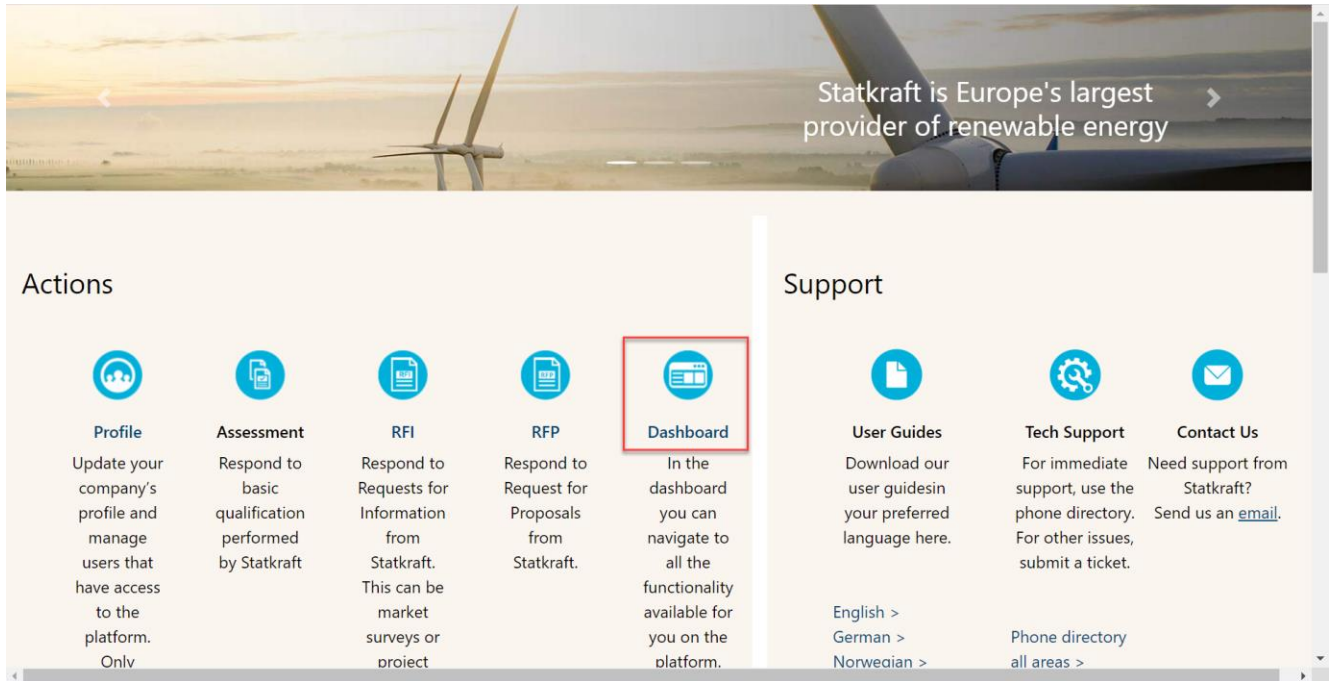 Statkraft is Europe's largest
provider of renewable energy
Actions
Profile
Update your
company's
profile and
manage
users that
have access
to the
platform.
Only
Assessment
Respond to
basic
qualification
performed
by Statkraft
RFI
RFI
Respond to
Requests for
Information
from
Statkraft.
This can be
market
surveys or
project
RFP
RFP
Respond to
Request for
Proposals
from
Statkraft.
Dashboard
In the
dashboard
you can
navigate to
all the
functionality
available for
you on the
platform.
Support
User Guides
Download our
user guidesin
your preferred
language here.
English >
German >
Norwegian >
Tech Support
For immediate
support, use the
phone directory.
For other issues,
submit a ticket.
Phone directory
all areas >
Contact Us
Need support from
Statkraft?
Send us an email.